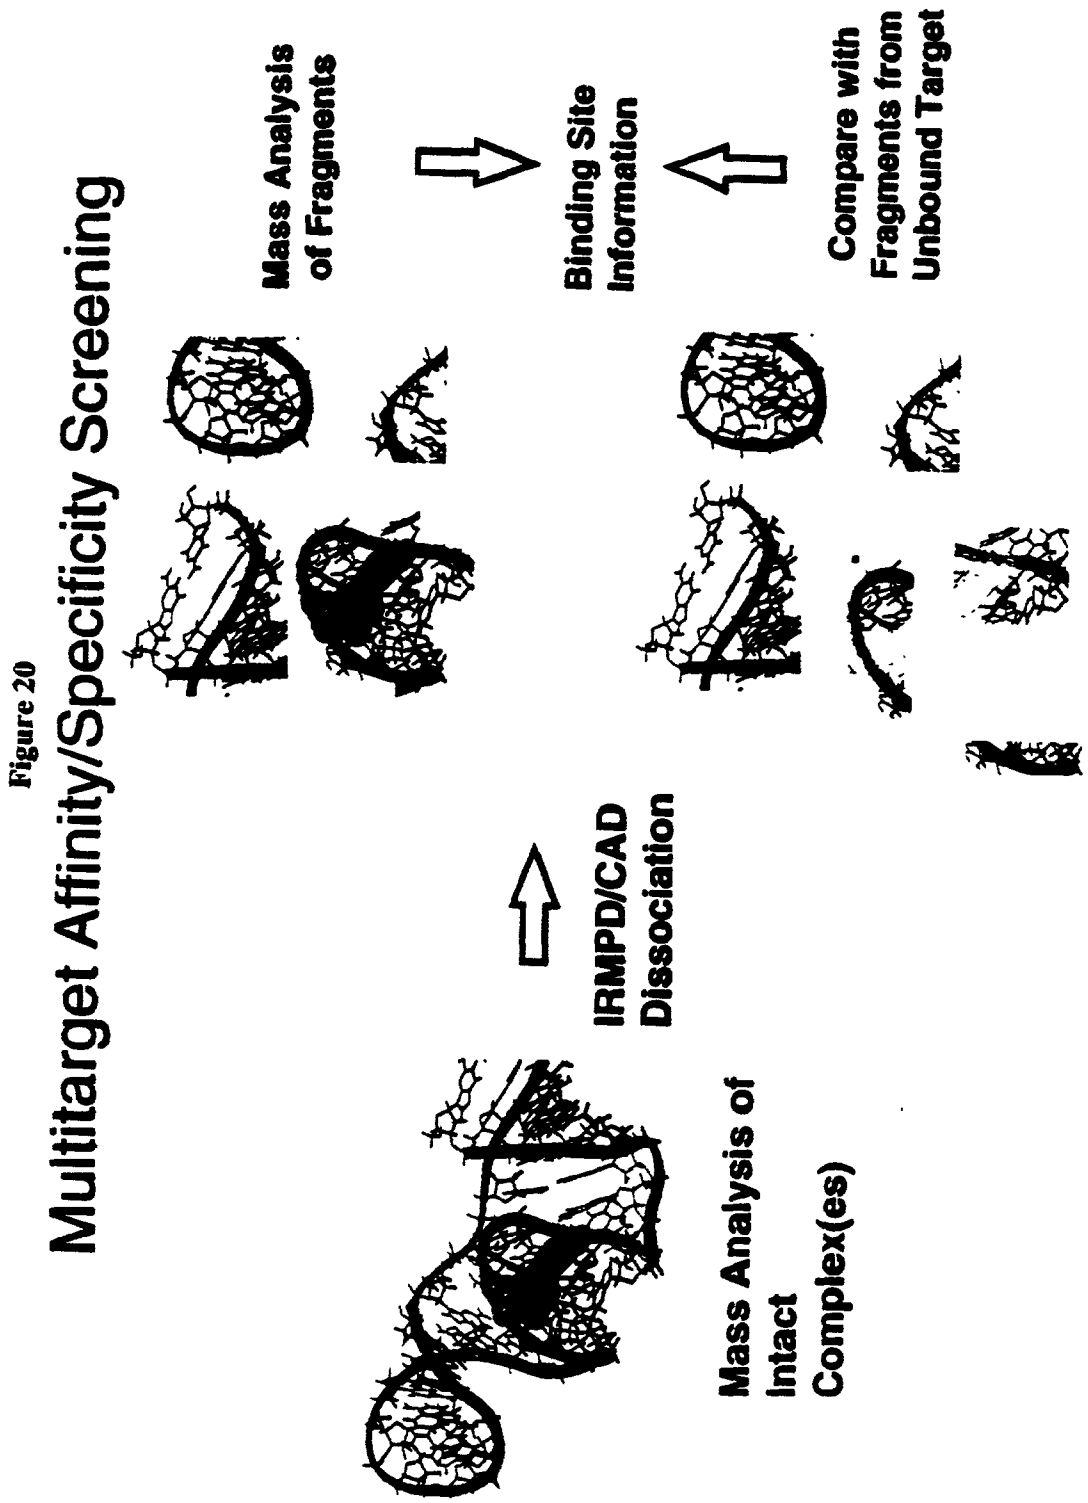 Figure 20
Multitarget Affinity/Specificity Screening
Mass Analysis of
Intact
Complex(es)
IRMPD/CAD
Dissociation
Mass Analysis
of Fragments
Binding Site
Information
Compare with
Fragments from
Unbound Target